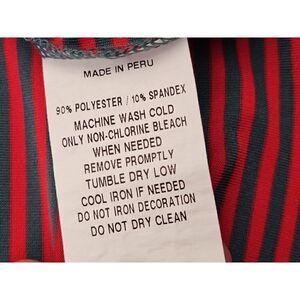 MADE IN PERU
90% POLYESTER / 10% SPANDEX
MACHINE WASH COLD
ONLY NON-CHLORINE BLEACH
WHEN NEEDED
REMOVE PROMPTLY
TUMBLE DRY LOW
COOL IRON IF NEEDED
DO NOT IRON DECORATION
DO NOT DRY CLEAN